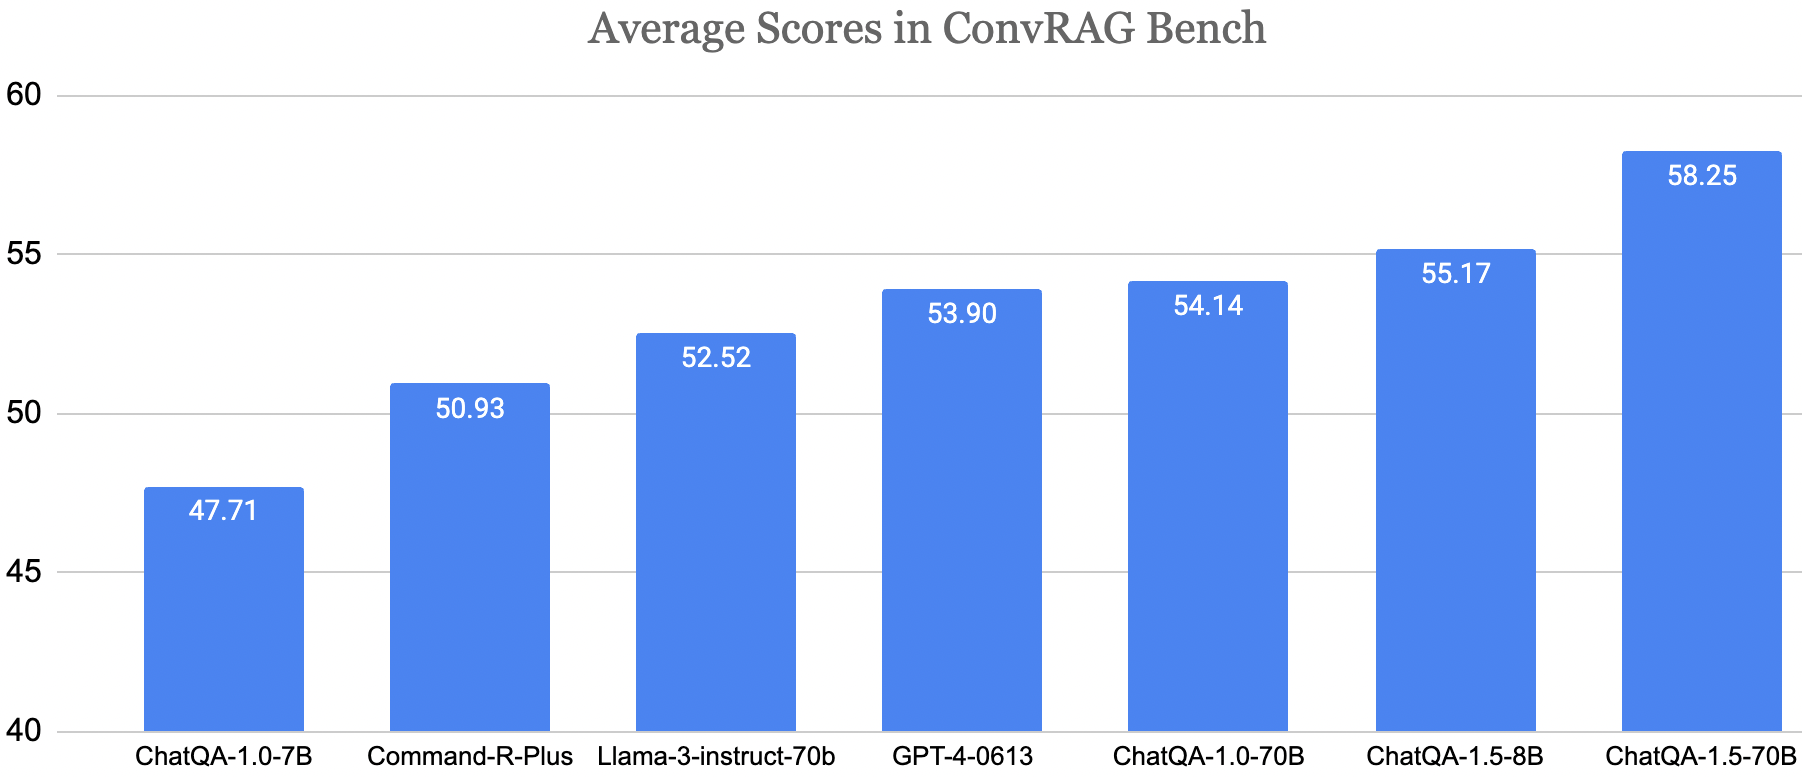 Average Scores in ConvRAG Bench
60
55
50
45
40
47.71
50.93
52.52
53.90
54.14
55.17
58.25
ChatQA-1.0-7B
Command-R-Plus
Llama-3-instruct-70b
GPT-4-0613
ChatQA-1.0-70B
ChatQA-1.5-8B
ChatQA-1.5-70B